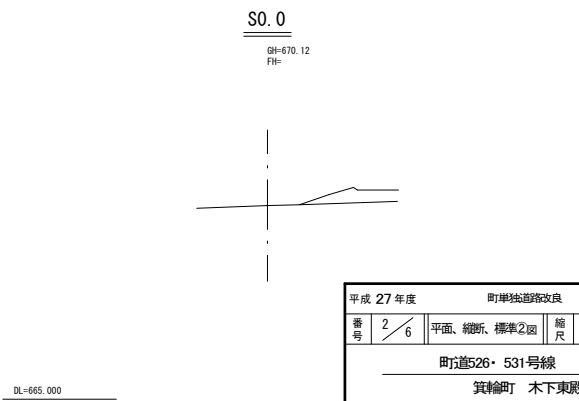 S0.0
GH=670.12
FH=
平成 27 年度 町単独道路改良
番号 2/6 平面、縦断、標準②図 縮尺
町道526・531号線
箕輪町 木下東殿
DL=665.000